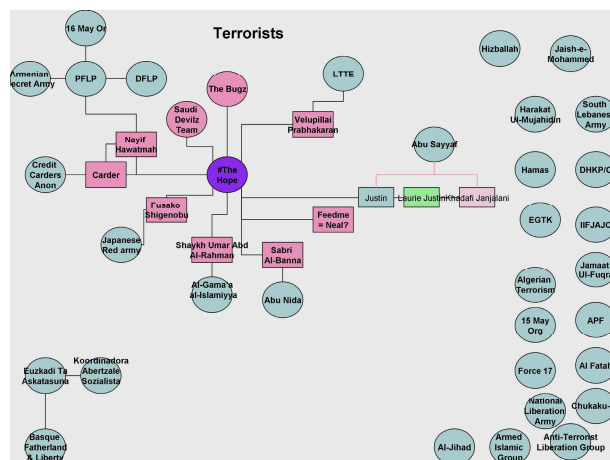 Terrorists
16 May Or
Armenian
ecret Army
PFLP
DFLP
Nayif
Hawatmah
Credit
Carders
Anon
Carder
Saudi
Devilz
Team
The Bugz
#The
Hope
LTTE
Velupillai
Prabhakaran
Abu Sayyaf
Justin
Laurie Justin
Khadafi Janjalani
Fusako
Shigenobu
Japanese
Red army
Shaykh Umar Abd
Al-Rahman
Al-Gama'a
al-Islamiyya
Sabri
Al-Banna
Abu Nida
Feedme
= Neal?
Hizballah
Jaish-e-
Mohammed
Harakat
Ul-Mujahidin
South
Lebanes
Army
Hamas
DHKP/C
EGTK
IIFJAJC
Algerian
Terrorism
Jamaat
Ul-Fuqra
15 May
Org
APF
Force 17
Al Fatah
National
Liberation
Army
Chukaku-
Al-Jihad
Armed
Islamic
Group
Anti-Terrorist
Liberation Group
Euzkadi Ta
Askatasuna
Koordinadora
Abertzale
Sozialista
Basque
Fatherland
& Liberty